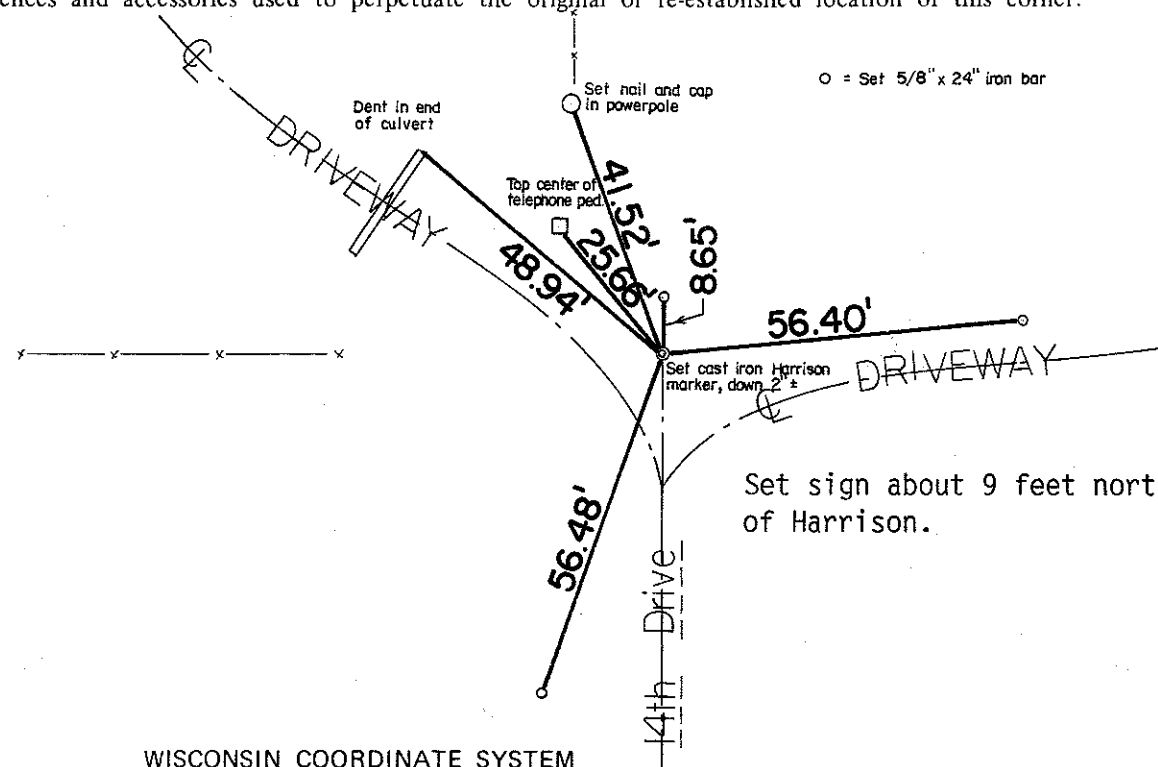 ences and accessories used to perpetuate the original or re-established location of this corner.
℄
O = Set 5/8" x 24" iron bar
Set nail and cap
in powerpole
Dent in end
of culvert
DRIVEWAY
Top center of
telephone ped.
41.52'
25.66'
48.94'
8.65'
56.40'
Set cast iron Harrison
marker, down 2" ±
DRIVEWAY
℄
Set sign about 9 feet nort
of Harrison.
56.48'
14th Drive
WISCONSIN COORDINATE SYSTEM